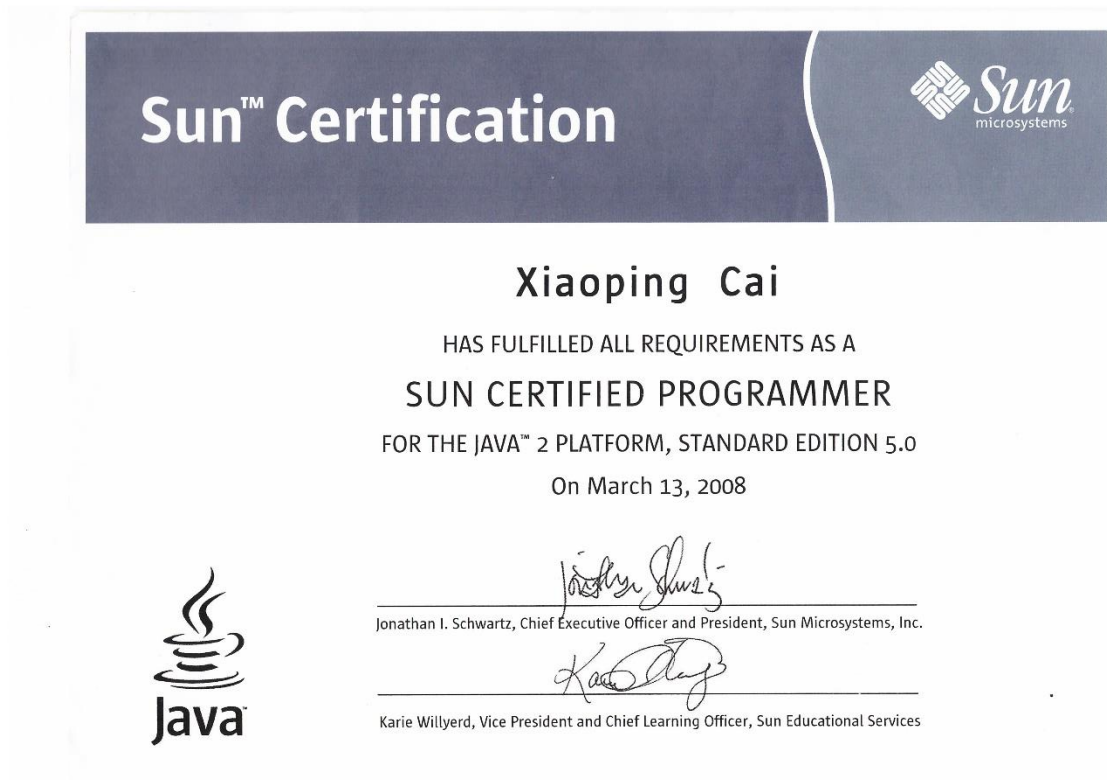 Sun™ Certification
Sun
microsystems
Xiaoping Cai
HAS FULFILLED ALL REQUIREMENTS AS A
SUN CERTIFIED PROGRAMMER
FOR THE JAVA™ 2 PLATFORM, STANDARD EDITION 5.0
On March 13, 2008
Jonathan I. Schwartz, Chief Executive Officer and President, Sun Microsystems, Inc.
Karie Willyerd, Vice President and Chief Learning Officer, Sun Educational Services
Java